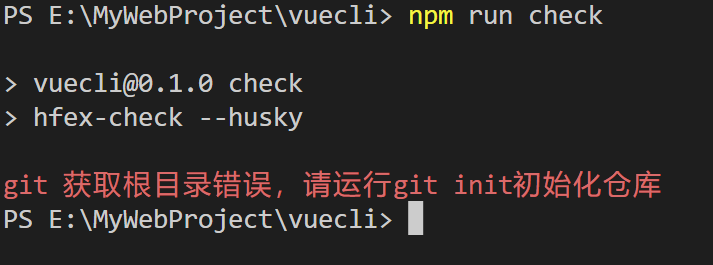 PS E:\MyWebProject\vuecli> npm run check
> vuecli@0.1.0 check
> hfex-check --husky
git 获取根目录错误，请运行git init初始化仓库
PS E:\MyWebProject\vuecli>